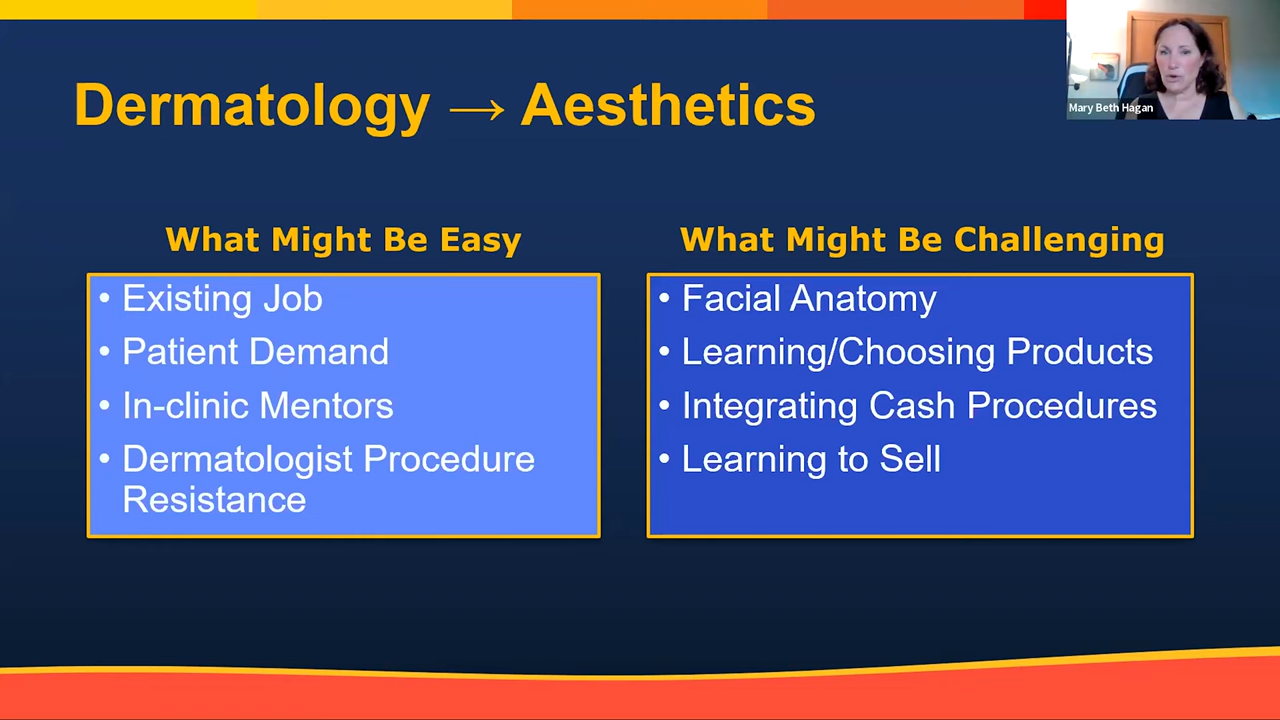 Dermatology → Aesthetics
Mary Beth Hagan
What Might Be Easy
• Existing Job
• Patient Demand
• In-clinic Mentors
• Dermatologist Procedure
Resistance
What Might Be Challenging
• Facial Anatomy
• Learning/Choosing Products
• Integrating Cash Procedures
• Learning to Sell